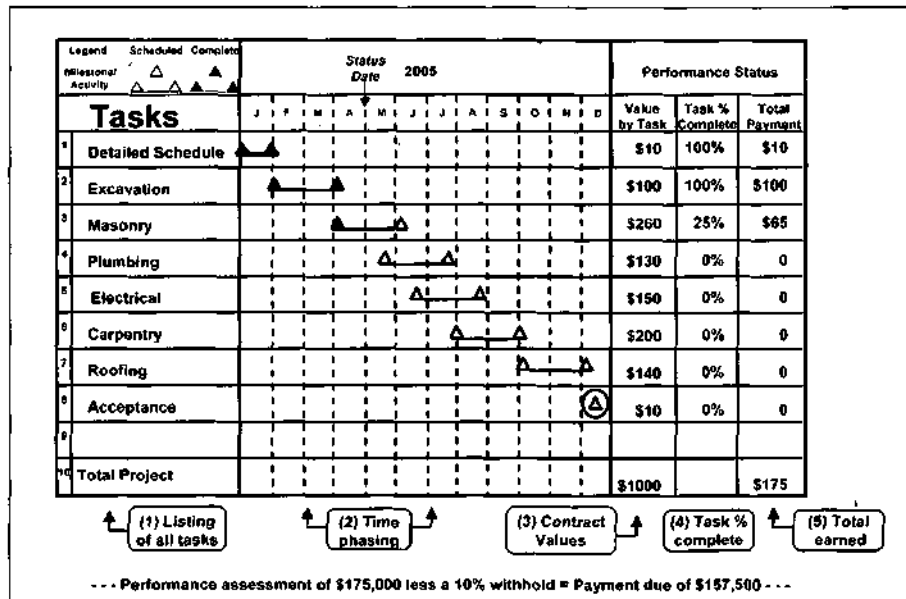 Legend Scheduled Complete
Milestone/
Activity
Status
Date
2005
Performance Status
Tasks
J F M A M J J A S O N D
Value by Task
Task % Complete
Total Payment
1 Detailed Schedule $10 100% $10
2 Excavation $100 100% $100
3 Masonry $260 25% $65
4 Plumbing $130 0% 0
5 Electrical $150 0% 0
6 Carpentry $200 0% 0
7 Roofing $140 0% 0
8 Acceptance $10 0% 0
9
10 Total Project $1000 $175
(1) Listing
of all tasks
(2) Time
phasing
(3) Contract
Values
(4) Task %
complete
(5) Total
earned
- - - Performance assessment of $175,000 less a 10% withhold = Payment due of $157,500 - - -